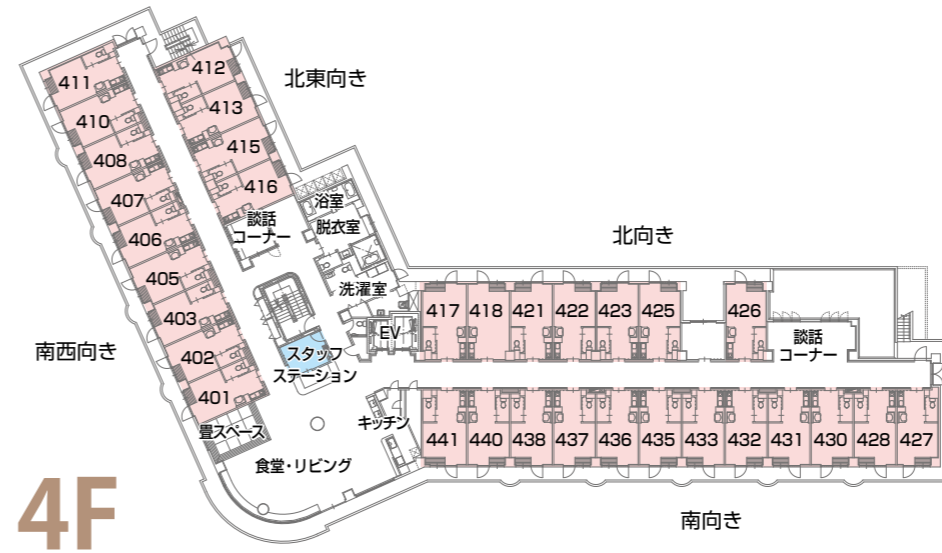 411
412
北東向き
410
413
408
415
407
416
浴室
406
談話
コーナー
脱衣室
北向き
405
洗濯室
403
417
418
421
422
423
425
426
南西向き
402
スタッフ
ステーション
EV
談話
コーナー
401
畳スペース
キッチン
441
440
438
437
436
435
433
432
431
430
428
427
食堂・リビング
4F
南向き